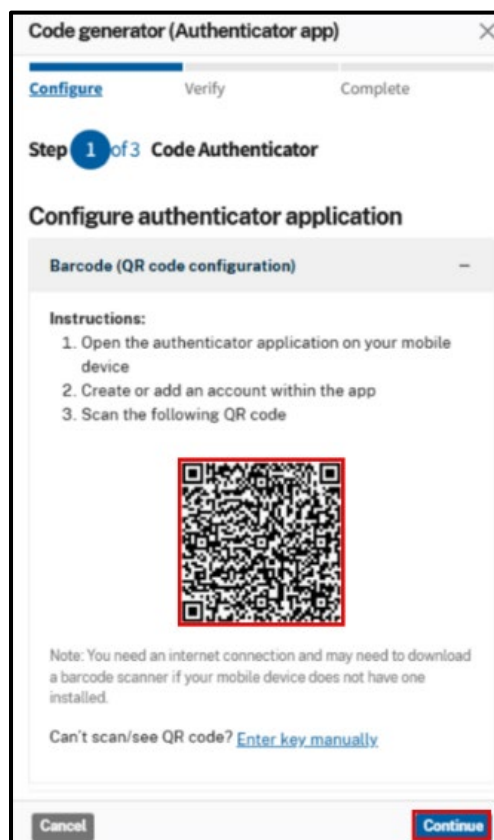 Code generator (Authenticator app)
Configure Verify Complete
Step 1 of 3 Code Authenticator
Configure authenticator application
Barcode (QR code configuration)
Instructions:
1. Open the authenticator application on your mobile
device
2. Create or add an account within the app
3. Scan the following QR code
Note: You need an internet connection and may need to download
a barcode scanner if your mobile device does not have one
installed.
Can't scan/see QR code? Enter key manually
Cancel Continue